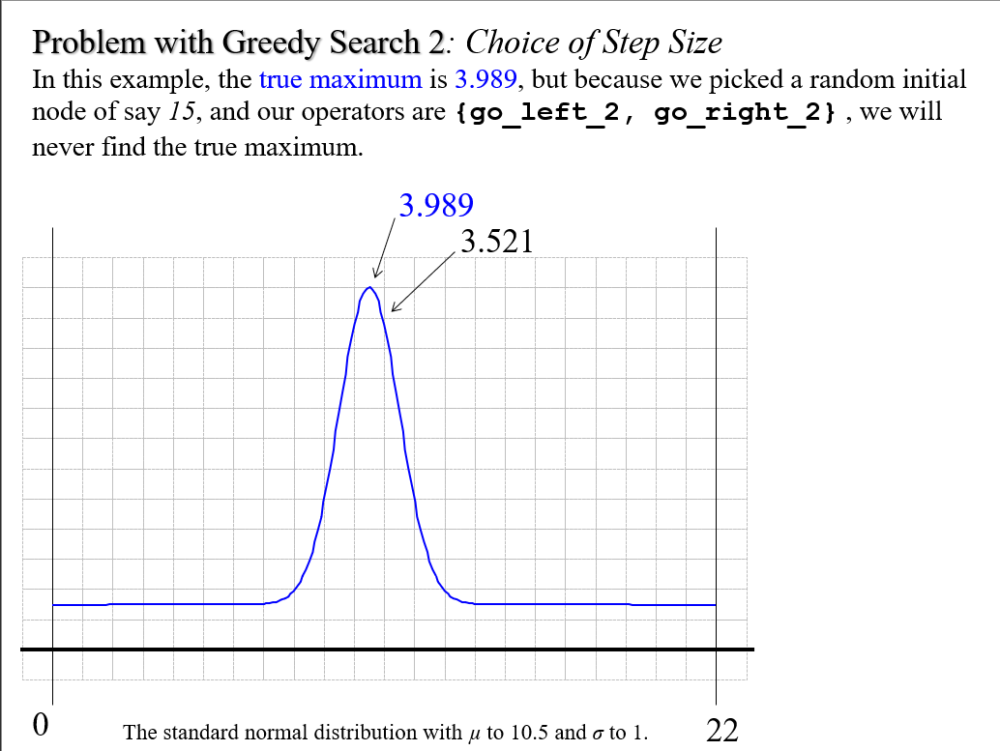 Problem with Greedy Search 2: Choice of Step Size
In this example, the true maximum is 3.989, but because we picked a random initial
node of say 15, and our operators are {go_left_2, go_right_2} , we will
never find the true maximum.
3.989
3.521
0
The standard normal distribution with μ to 10.5 and σ to 1.
22